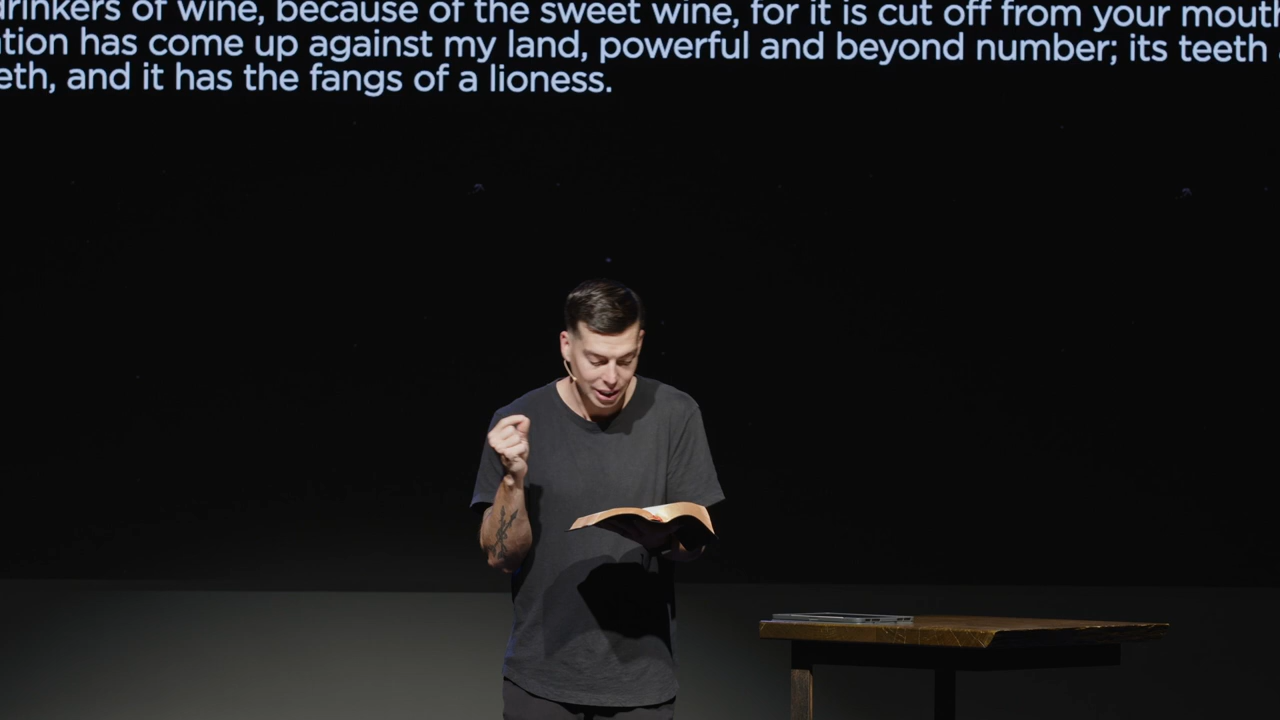 drinkers of wine, because of the sweet wine, for it is cut off from your mouth
ation has come up against my land, powerful and beyond number; its teeth
eth, and it has the fangs of a lioness.